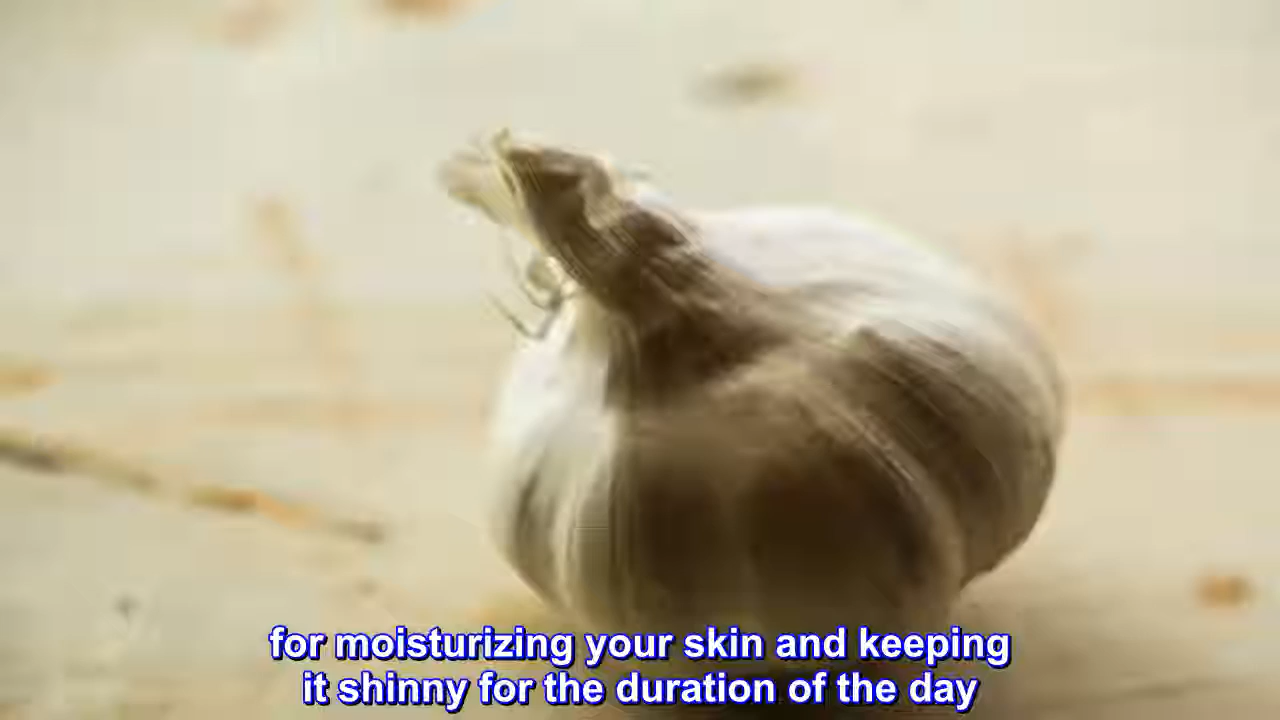 for moisturizing your skin and keeping
it shinny for the duration of the day